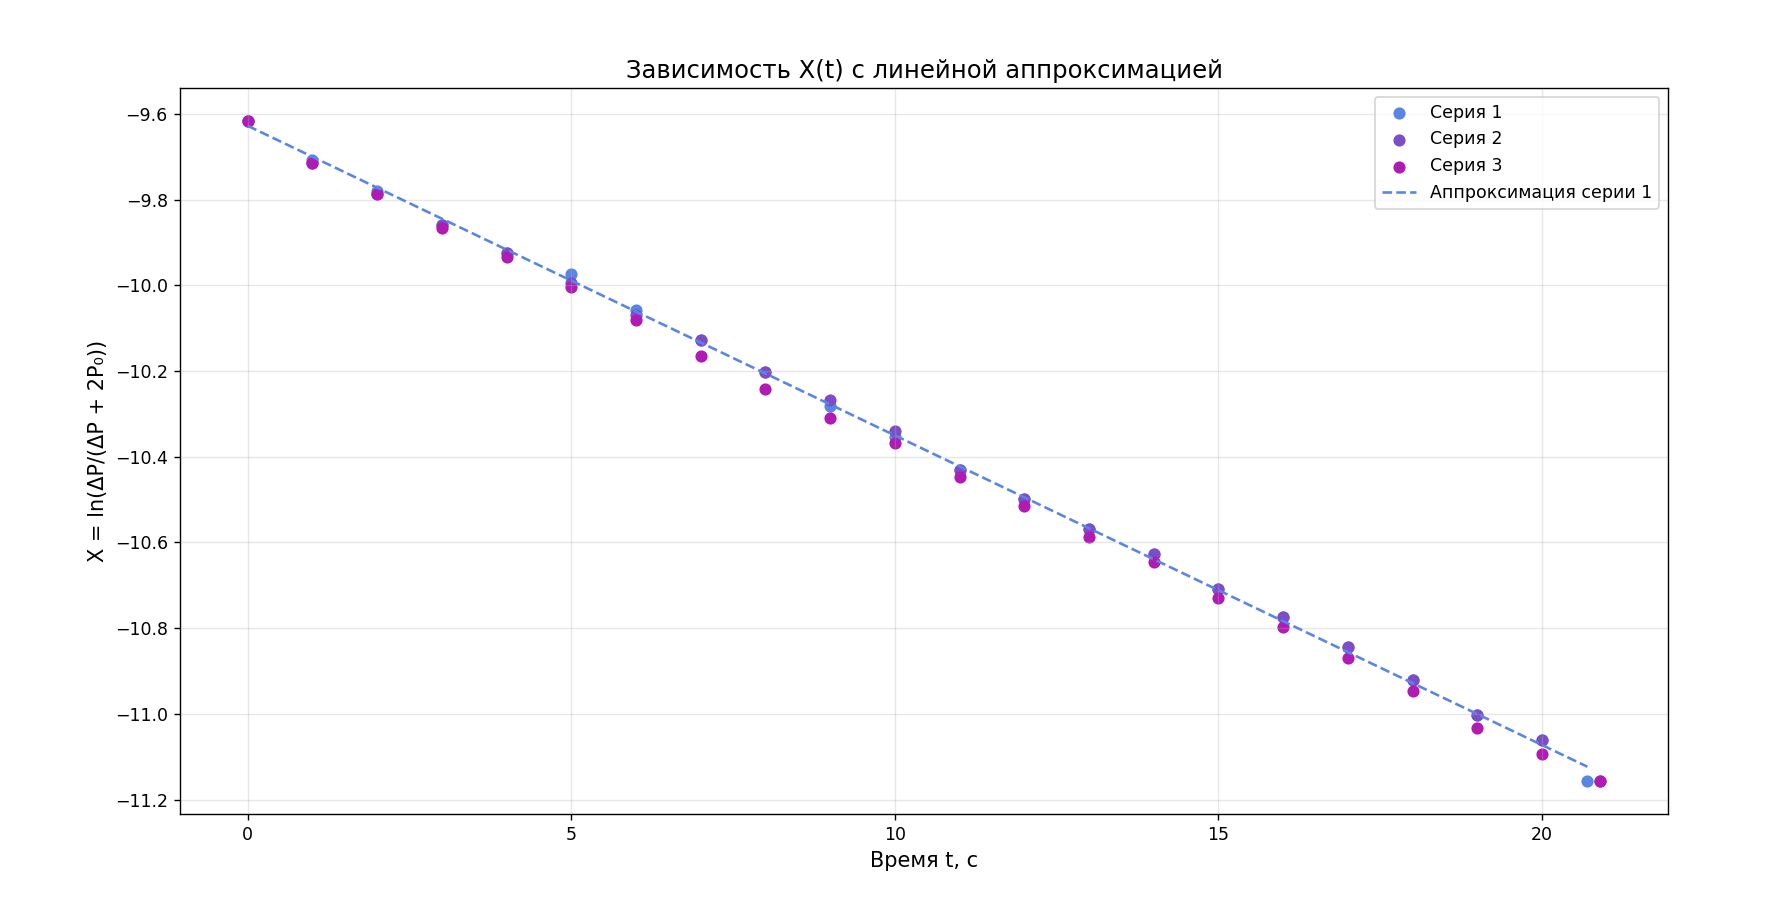 Зависимость X(t) с линейной аппроксимацией
Серия 1
Серия 2
Серия 3
Аппроксимация серии 1
X = ln(ΔP/(ΔP + 2P₀))
−9.6
−9.8
−10.0
−10.2
−10.4
−10.6
−10.8
−11.0
−11.2
0 5 10 15 20
Время t, с